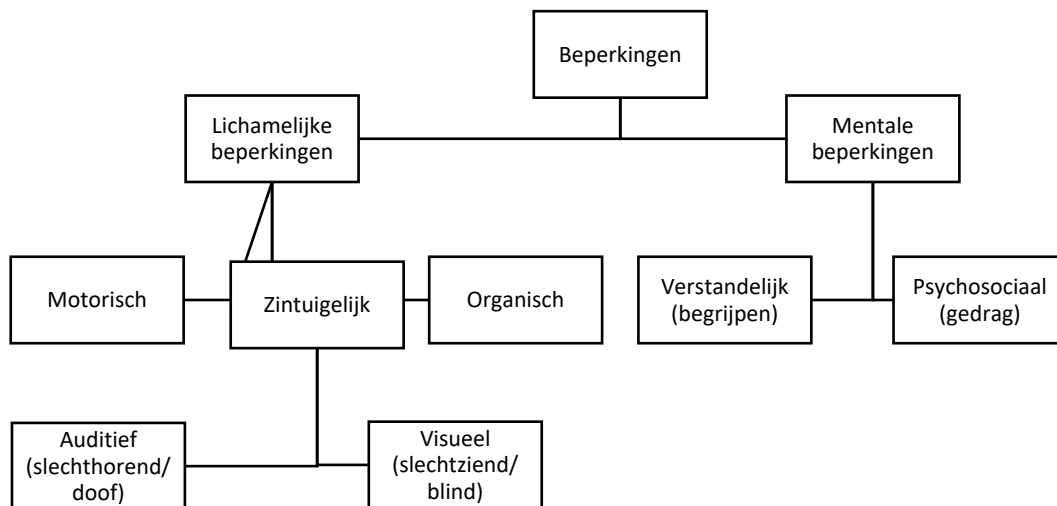 Beperkingen
Lichamelijke
beperkingen
Mentale
beperkingen
Motorisch
Zintuigelijk
Organisch
Verstandelijk
(begrijpen)
Psychosociaal
(gedrag)
Auditief
(slechthorend/
doof)
Visueel
(slechtziend/
blind)